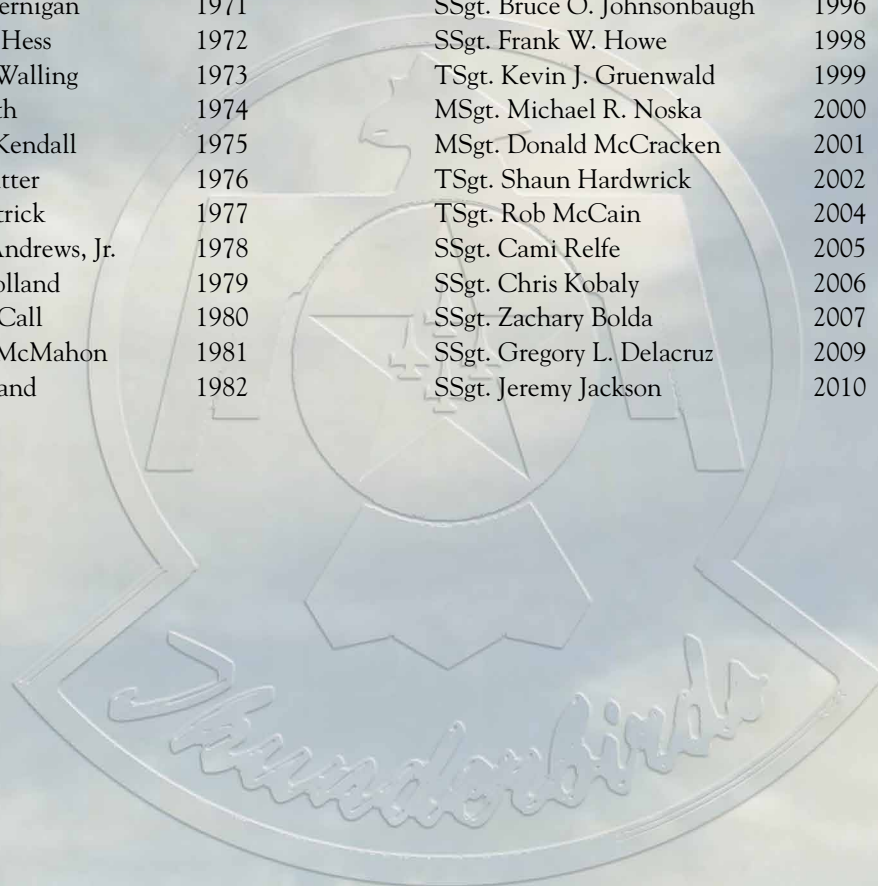 ernigan 1971
Hess 1972
Walling 1973
th 1974
Kendall 1975
tter 1976
trick 1977
Andrews, Jr. 1978
olland 1979
Call 1980
McMahon 1981
and 1982
SSgt. Bruce O. Johnsonbaugh 1996
SSgt. Frank W. Howe 1998
TSgt. Kevin J. Gruenwald 1999
MSgt. Michael R. Noska 2000
MSgt. Donald McCracken 2001
TSgt. Shaun Hardwrick 2002
TSgt. Rob McCain 2004
SSgt. Cami Relfe 2005
SSgt. Chris Kobaly 2006
SSgt. Zachary Bolda 2007
SSgt. Gregory L. Delacruz 2009
SSgt. Jeremy Jackson 2010
Thunderbirds